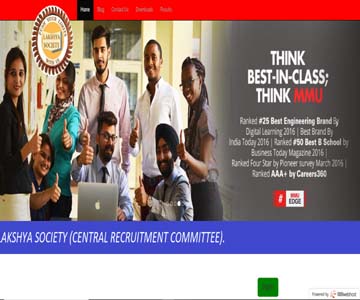 Home Blog Contact Us Downloads Results
LAKSHYA
SOCIETY
THINK
BEST-IN-CLASS;
THINK MMU
Ranked #25 Best Engineering Brand By
Digital Learning 2016 | Best Brand By
India Today 2016 | Ranked #50 Best B School by
Business Today Magazine 2016 |
Ranked Four Star by Pioneer survey March 2016 |
Ranked AAA+ by Careers360
# MMU
EDGE
AKSHYA SOCIETY (CENTRAL RECRUITMENT COMMITTEE).
Powered by 000webhost